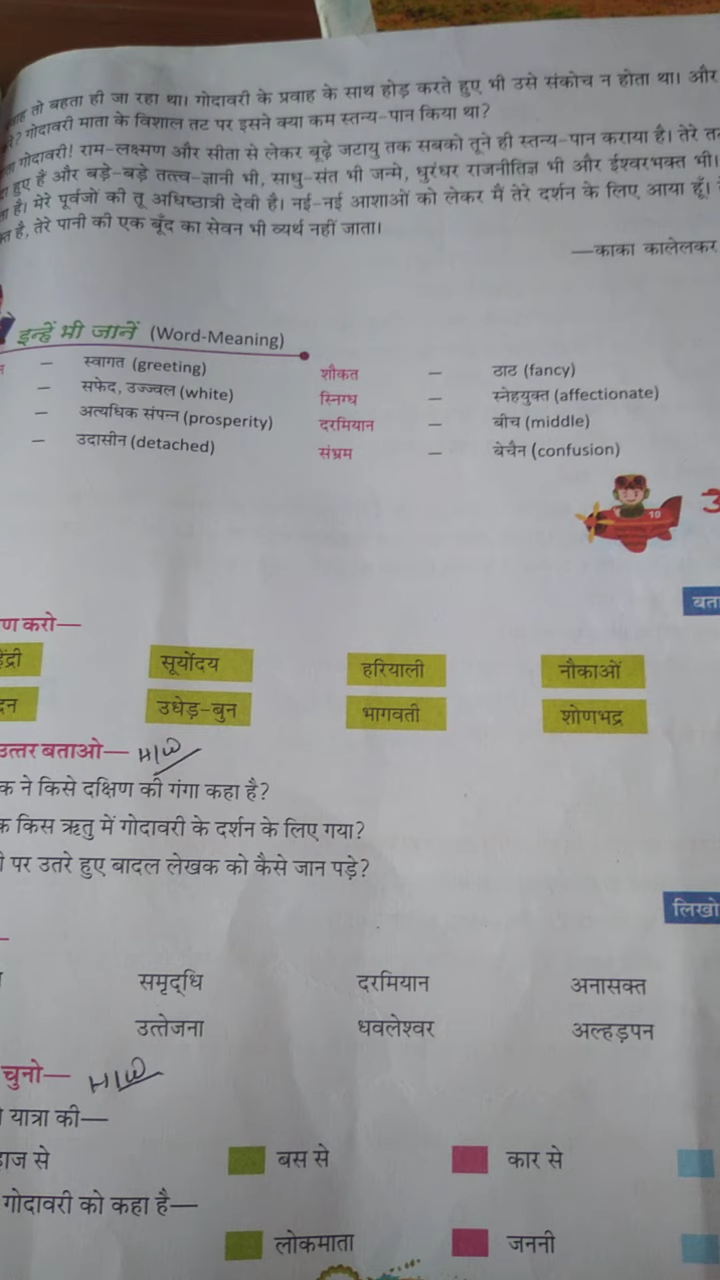 तो बहता ही जा रहा था। गोदावरी के प्रवाह के साथ होड़ करते हुए भी उसे संकोच न होता था। और
गोदावरी माता के विशाल तट पर इसने क्या कम स्तन्य-पान किया था?
गोदावरी! राम-लक्ष्मण और सीता से लेकर बूढ़े जटायु तक सबको तूने ही स्तन्य-पान कराया है। तेरे
हुए है और बड़े-बड़े तत्त्व-ज्ञानी भी, साधु-संत भी जन्मे, धुरंधर राजनीतिज्ञ भी और ईश्वरभक्त भी।
है। मेरे पूर्वजों की तू अधिष्ठात्री देवी है। नई-नई आशाओं को लेकर मैं तेरे दर्शन के लिए आया हूँ।
है, तेरे पानी की एक बूँद का सेवन भी व्यर्थ नहीं जाता।
—काका कालेलकर
इन्हें भी जानें (Word-Meaning)
— स्वागत (greeting) शौकत — ठाठ (fancy)
— सफेद, उज्ज्वल (white) स्निग्ध — स्नेहयुक्त (affectionate)
— अत्यधिक संपन्न (prosperity) दरमियान — बीच (middle)
— उदासीन (detached) संभ्रम — बेचैन (confusion)
10
बता
ण करो—
सूर्योदय हरियाली नौकाओं
उधेड़-बुन भागवती शोणभद्र
उत्तर बताओ— H/W
क ने किसे दक्षिण की गंगा कहा है?
क किस ऋतु में गोदावरी के दर्शन के लिए गया?
पर उतरे हुए बादल लेखक को कैसे जान पड़े?
लिखो
समृद्धि दरमियान अनासक्त
उत्तेजना धवलेश्वर अल्हड़पन
चुनो— H/W
यात्रा की—
ाज से बस से कार से
गोदावरी को कहा है—
लोकमाता जननी